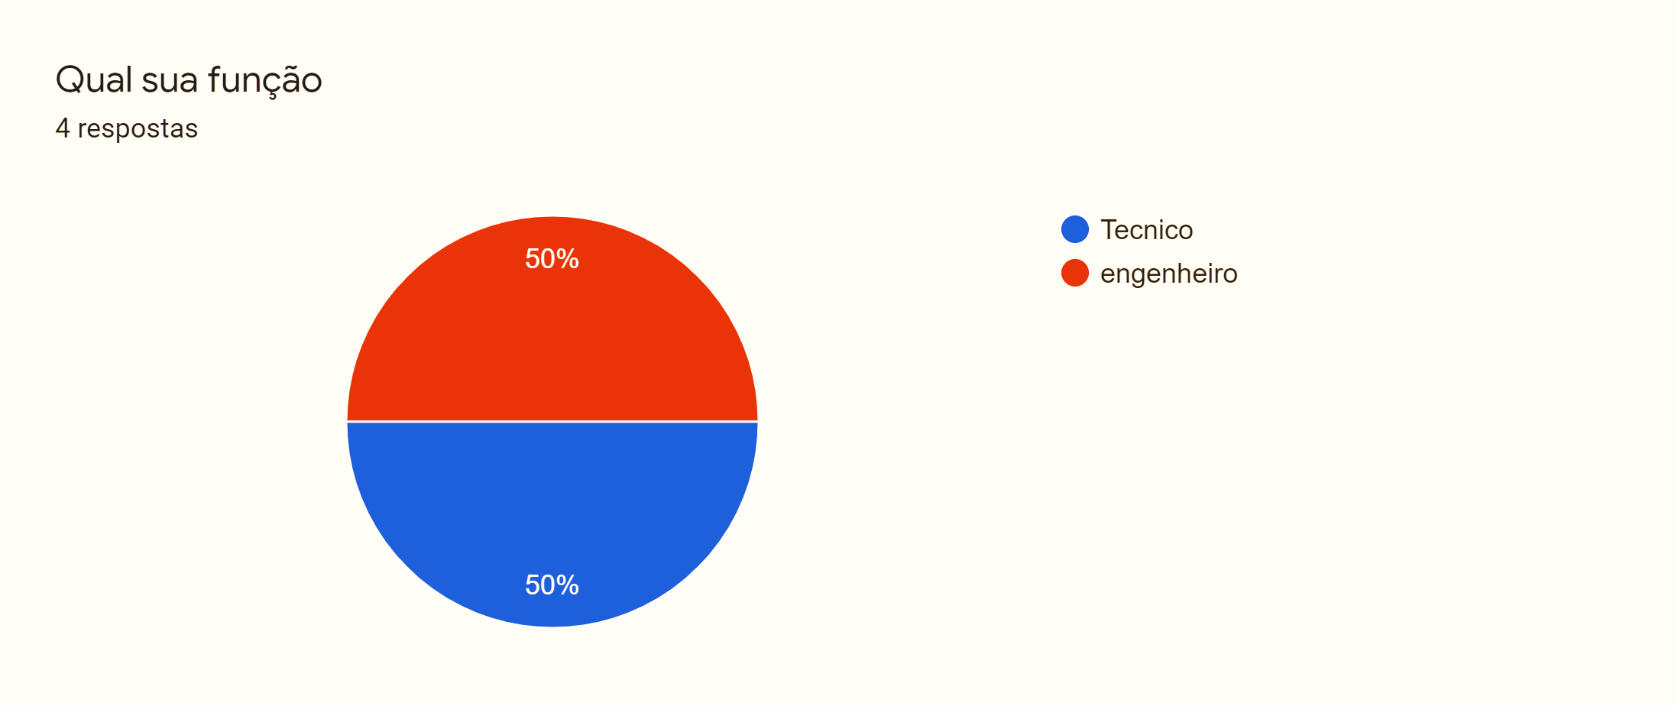 Qual sua função
4 respostas
50%
50%
Tecnico
engenheiro